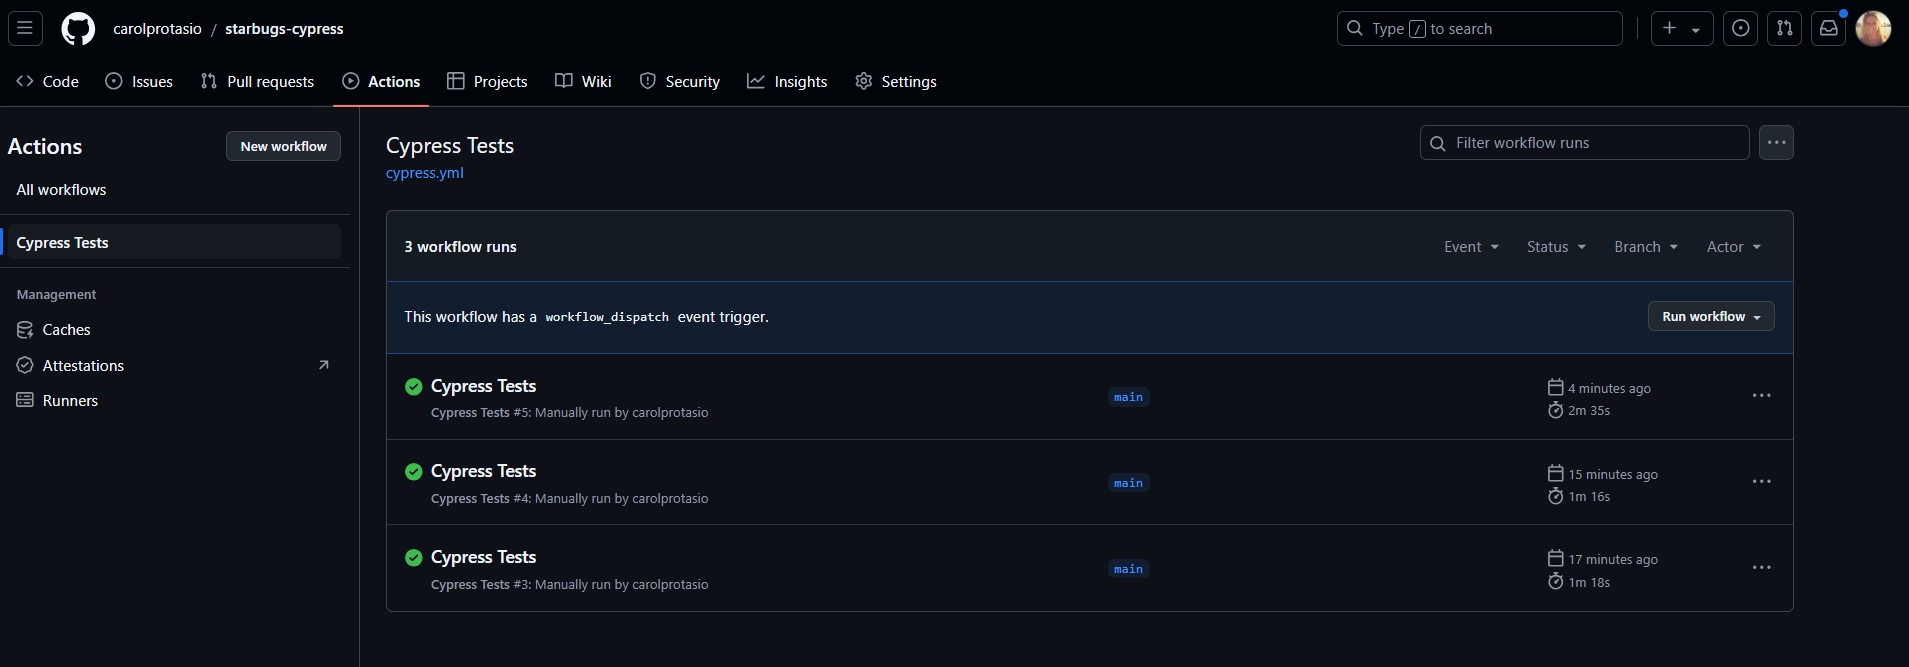 carolprotasio / starbugs-cypress
Type / to search
Code Issues Pull requests Actions Projects Wiki Security Insights Settings
Actions
New workflow
All workflows
Cypress Tests
Management
Caches
Attestations
Runners
Cypress Tests
cypress.yml
Filter workflow runs
3 workflow runs
Event Status Branch Actor
This workflow has a workflow_dispatch event trigger.
Run workflow
Cypress Tests
Cypress Tests #5: Manually run by carolprotasio
main
4 minutes ago
2m 35s
Cypress Tests
Cypress Tests #4: Manually run by carolprotasio
main
15 minutes ago
1m 16s
Cypress Tests
Cypress Tests #3: Manually run by carolprotasio
main
17 minutes ago
1m 18s